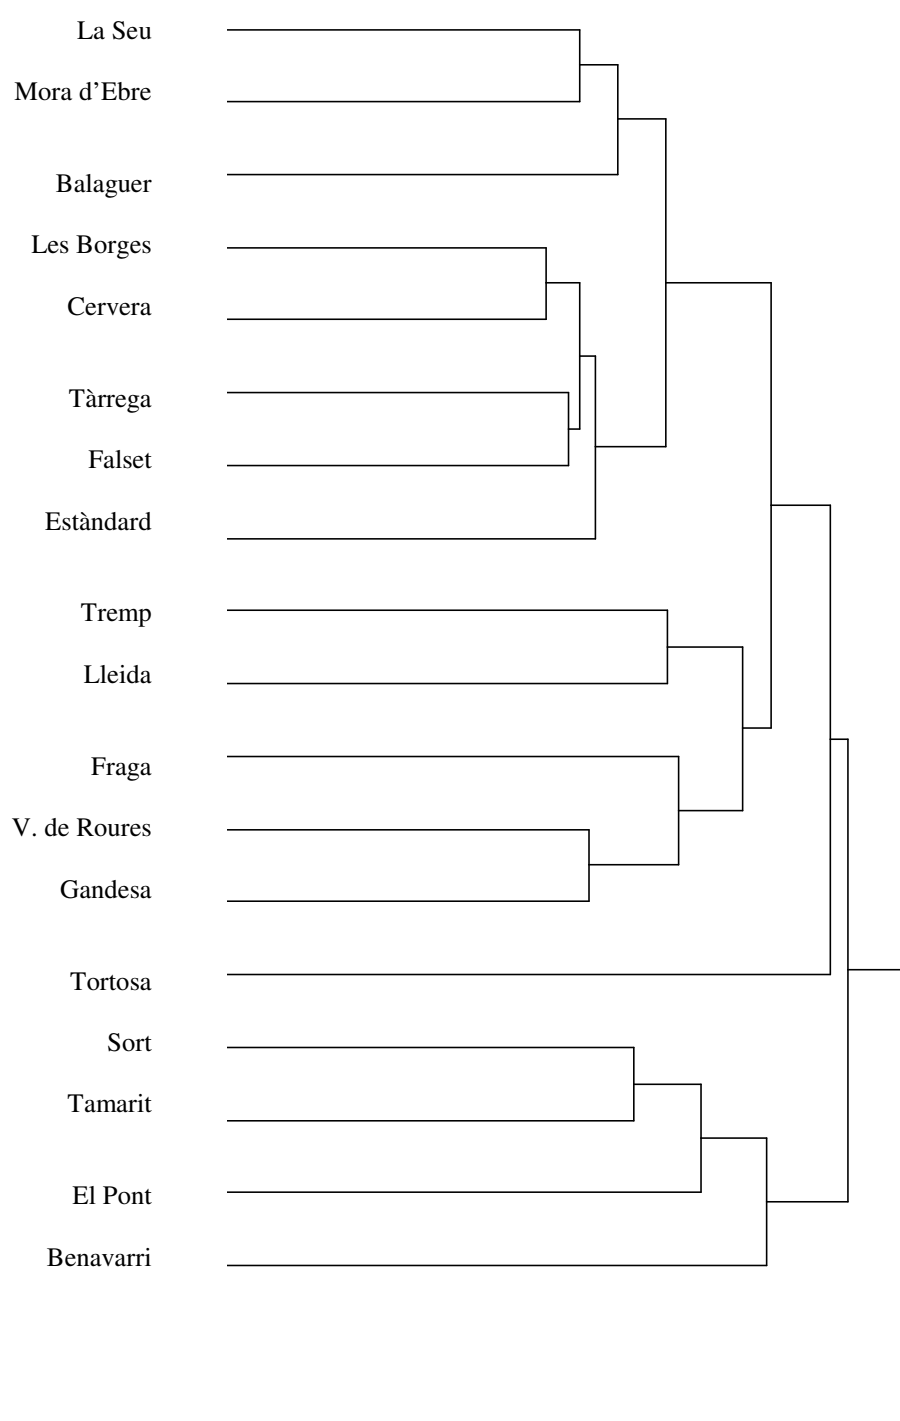 La Seu
Mora d’Ebre
Balaguer
Les Borges
Cervera
Tàrrega
Falset
Estàndard
Tremp
Lleida
Fraga
V. de Roures
Gandesa
Tortosa
Sort
Tamarit
El Pont
Benavarri